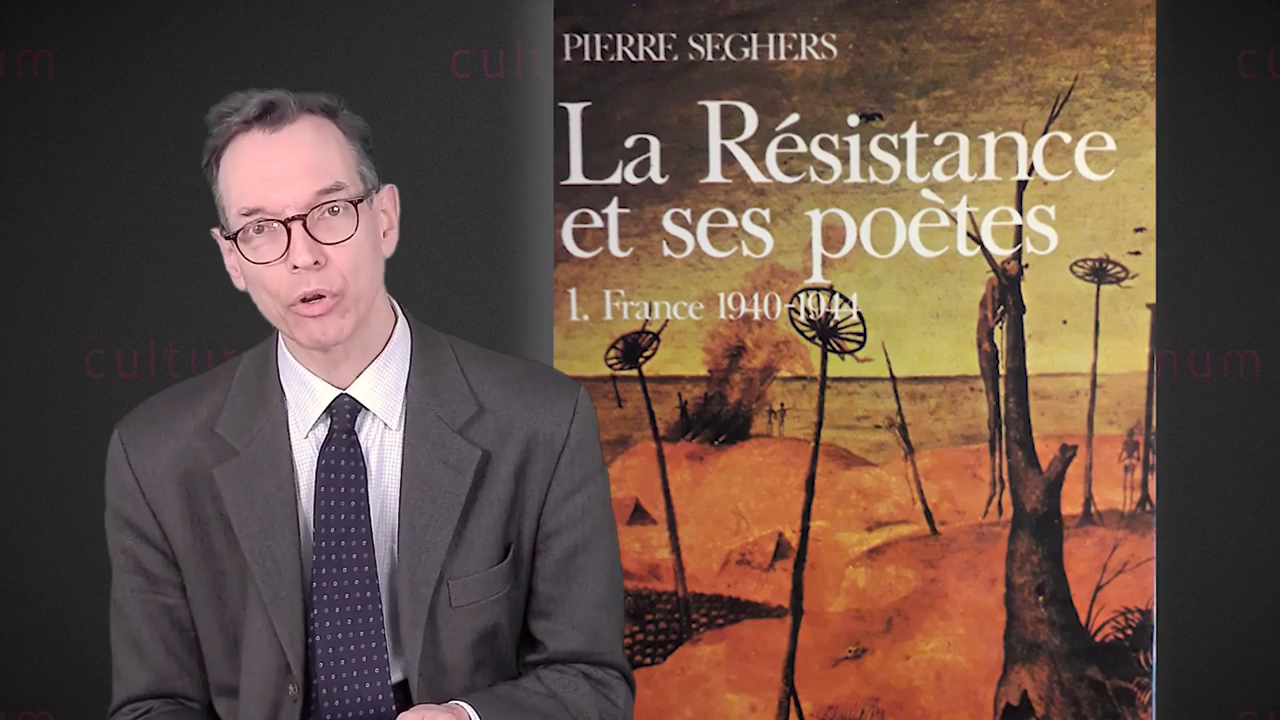 PIERRE SEGHERS
La Résistance
et ses poètes
1. France 1940-1944